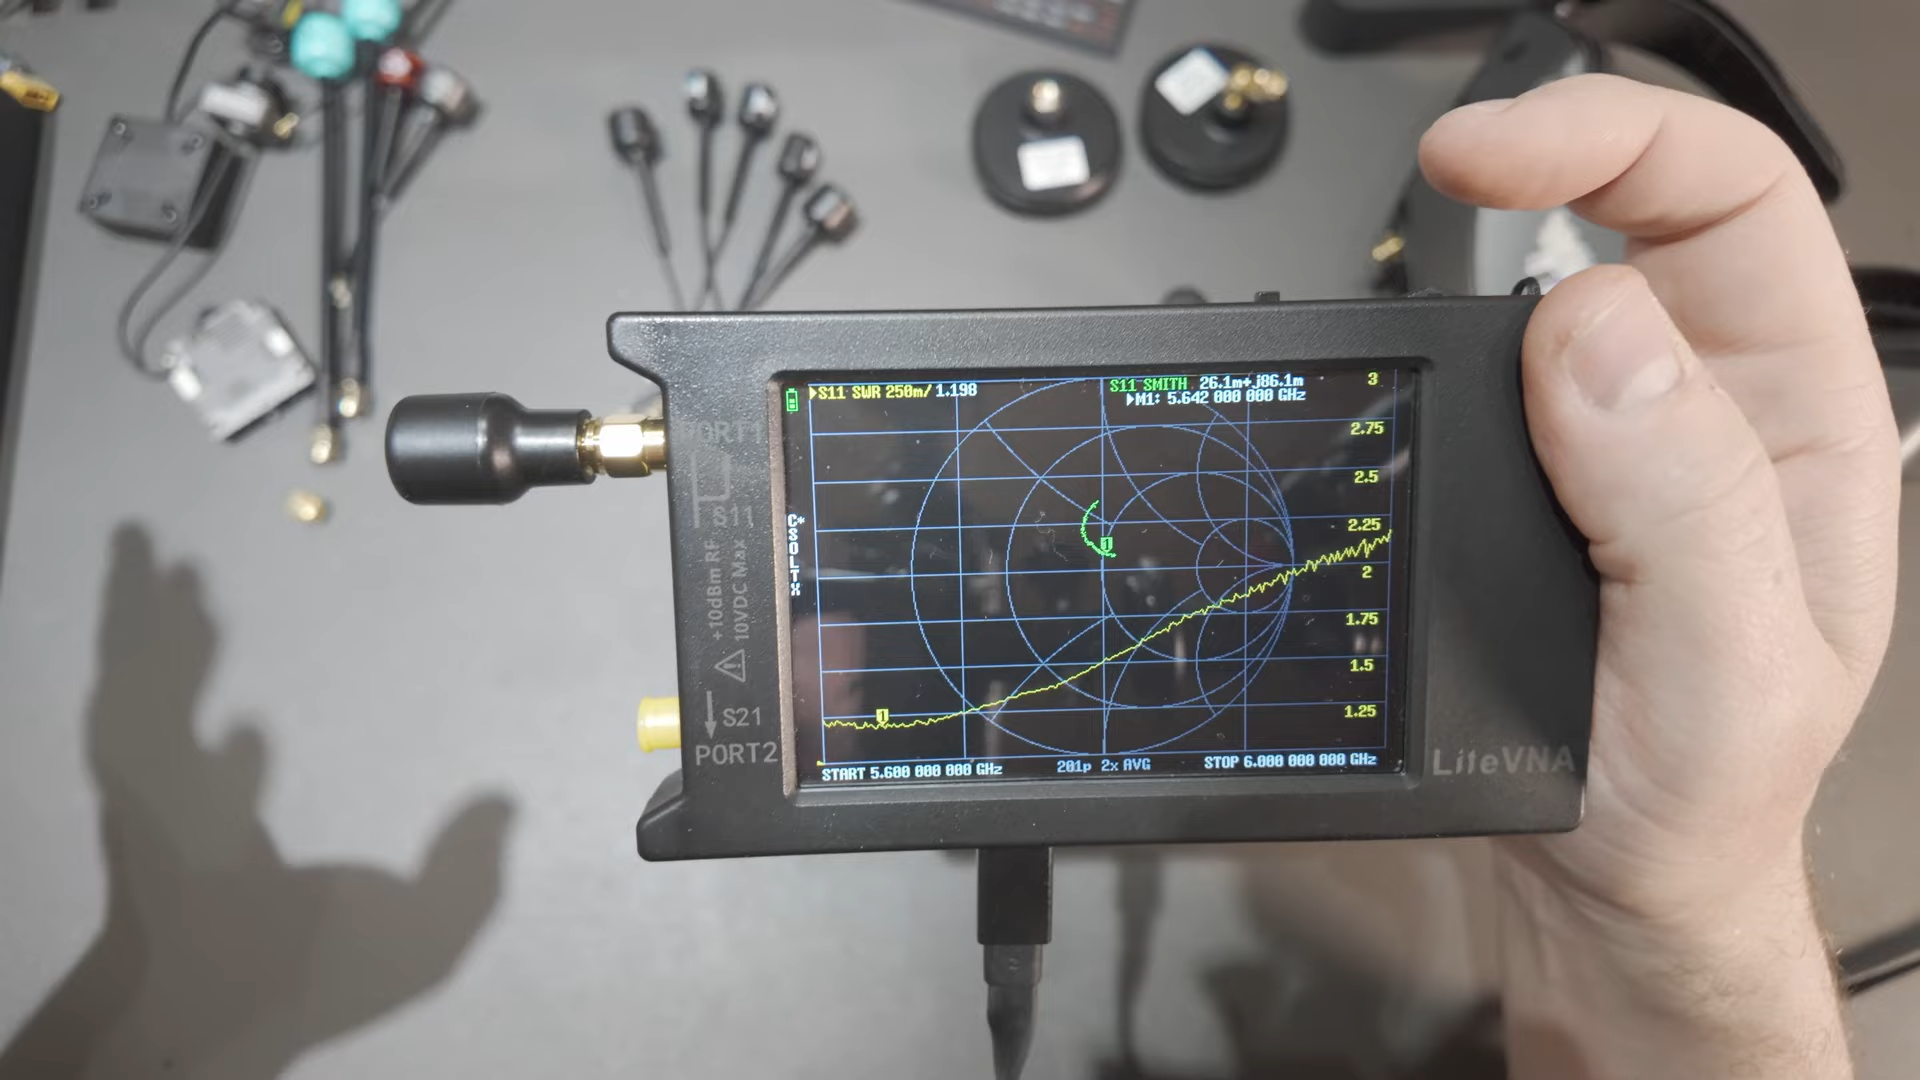 S11 SWR 250m/ 1.198
S11 SMITH 26.1m+j86.1m
M1: 5.642 000 000 GHz
3
2.75
2.5
2.25
2
1.75
1.5
1.25
1
1
C*
S
O
L
T
X
START 5.600 000 000 GHz
201p 2x AVG
STOP 6.000 000 000 GHz
PORT1
S11
+10dBm RF
10VDC Max
S21
PORT2
LiteVNA